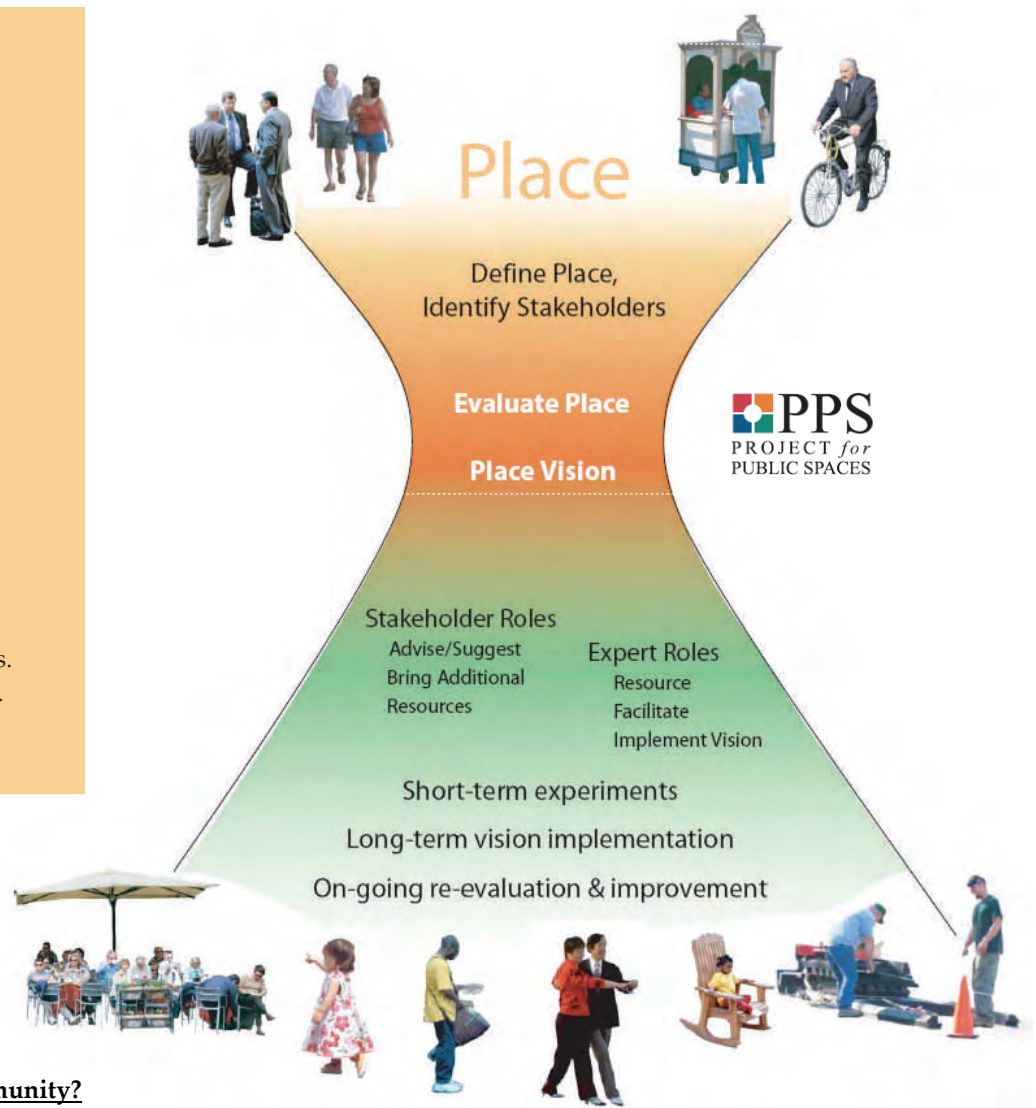 Place
Define Place,
Identify Stakeholders
Evaluate Place
PPS
PROJECT for
PUBLIC SPACES
Place Vision
Stakeholder Roles
Advise/Suggest
Bring Additional
Resources
Expert Roles
Resource
Facilitate
Implement Vision
Short-term experiments
Long-term vision implementation
On-going re-evaluation & improvement
s.
.
munity?